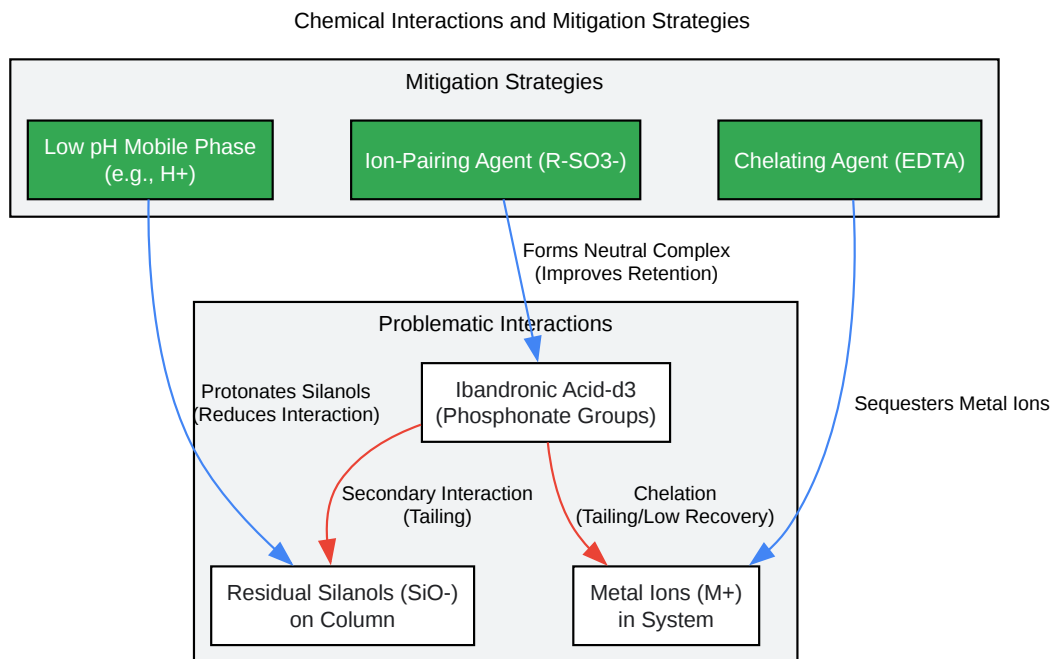 Chemical Interactions and Mitigation Strategies
Mitigation Strategies
Low pH Mobile Phase
(e.g., H+)
Ion-Pairing Agent (R-SO3-)
Chelating Agent (EDTA)
Forms Neutral Complex
(Improves Retention)
Problematic Interactions
Protonates Silanols
(Reduces Interaction)
Ibandronic Acid-d3
(Phosphonate Groups)
Sequesters Metal Ions
Secondary Interaction
(Tailing)
Chelation
(Tailing/Low Recovery)
Residual Silanols (SiO-)
on Column
Metal Ions (M+)
in System